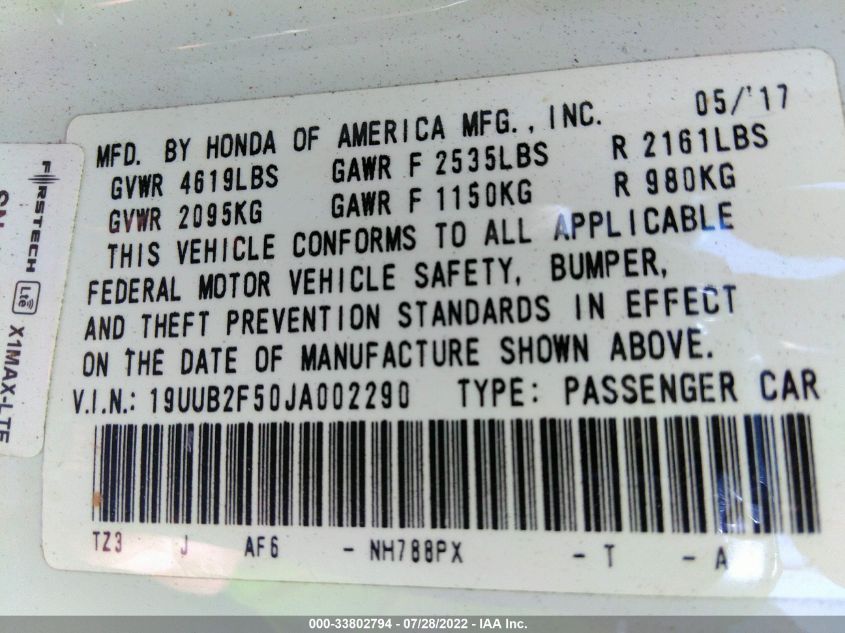 MFD. BY HONDA OF AMERICA MFG., INC. 05/'17
GVWR 4619LBS GAWR F 2535LBS R 2161LBS
GVWR 2095KG GAWR F 1150KG R 980KG
THIS VEHICLE CONFORMS TO ALL APPLICABLE
FEDERAL MOTOR VEHICLE SAFETY, BUMPER,
AND THEFT PREVENTION STANDARDS IN EFFECT
ON THE DATE OF MANUFACTURE SHOWN ABOVE.
V.I.N.: 19UUB2F50JA002290 TYPE: PASSENGER CAR
TZ3 J AF6 - NH788PX - T - A
FIRSTECH LTE
X1MAX-LTE
SN
000-33802794 - 07/28/2022 - IAA Inc.